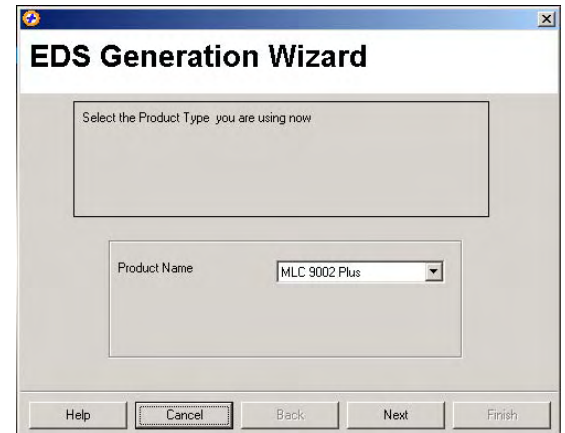 EDS Generation Wizard
Select the Product Type you are using now
Product Name
MLC 9002 Plus
Help
Cancel
Back
Next
Finish